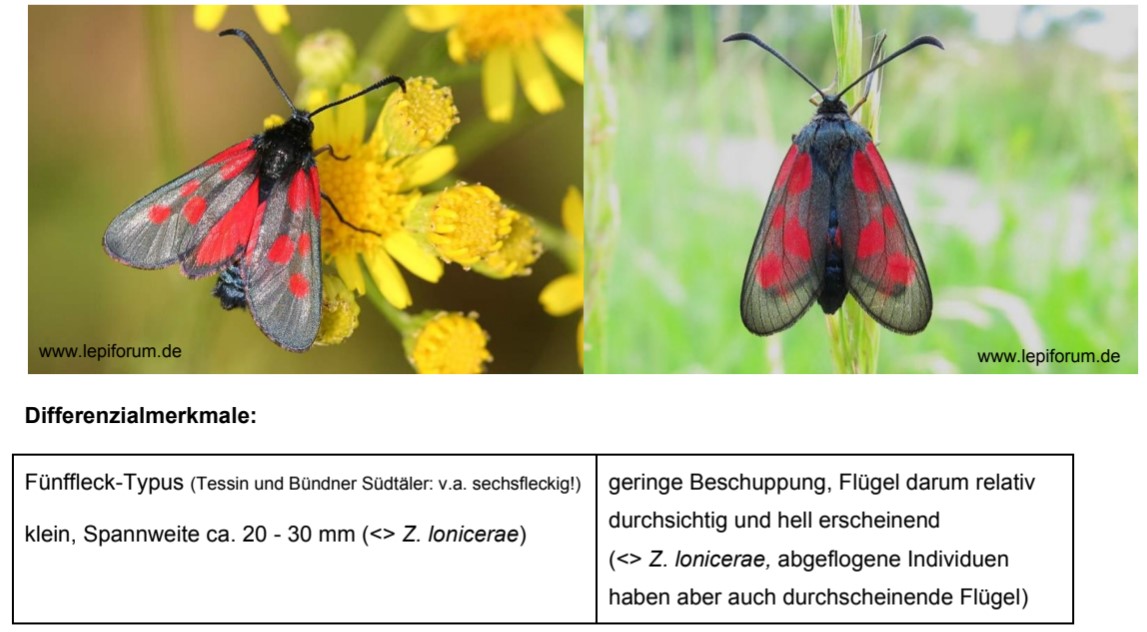 www.lepiforum.de
www.lepiforum.de
Differenzialmerkmale:
Fünffleck-Typus (Tessin und Bündner Südtäler: v.a. sechsfleckig!)
klein, Spannweite ca. 20 - 30 mm (<> Z. lonicerae)
geringe Beschuppung, Flügel darum relativ
durchsichtig und hell erscheinend
(<> Z. lonicerae, abgeflogene Individuen
haben aber auch durchscheinende Flügel)